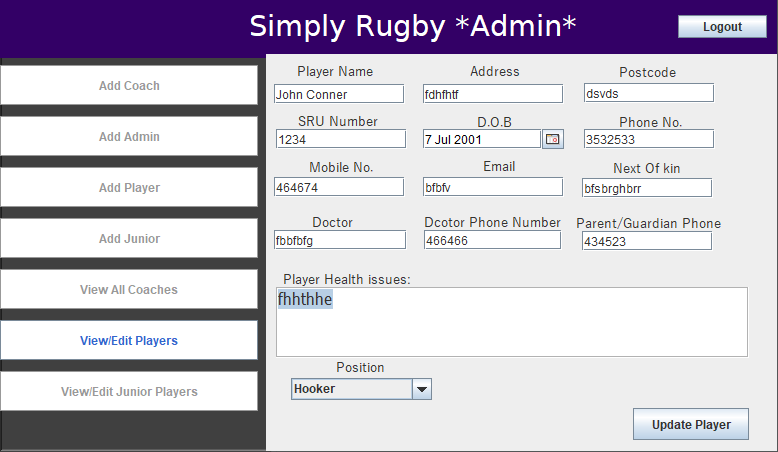 Simply Rugby *Admin*
Logout
Add Coach
Add Admin
Add Player
Add Junior
View All Coaches
View/Edit Players
View/Edit Junior Players
Player Name
Address
Postcode
John Conner
fdhfhtf
dsvds
SRU Number
D.O.B
Phone No.
1234
7 Jul 2001
3532533
Mobile No.
Email
Next Of kin
464674
bfbfv
bfsbrghbrr
Doctor
Dcotor Phone Number
Parent/Guardian Phone
fbbfbfg
466466
434523
Player Health issues:
fhhthhe
Position
Hooker
Update Player